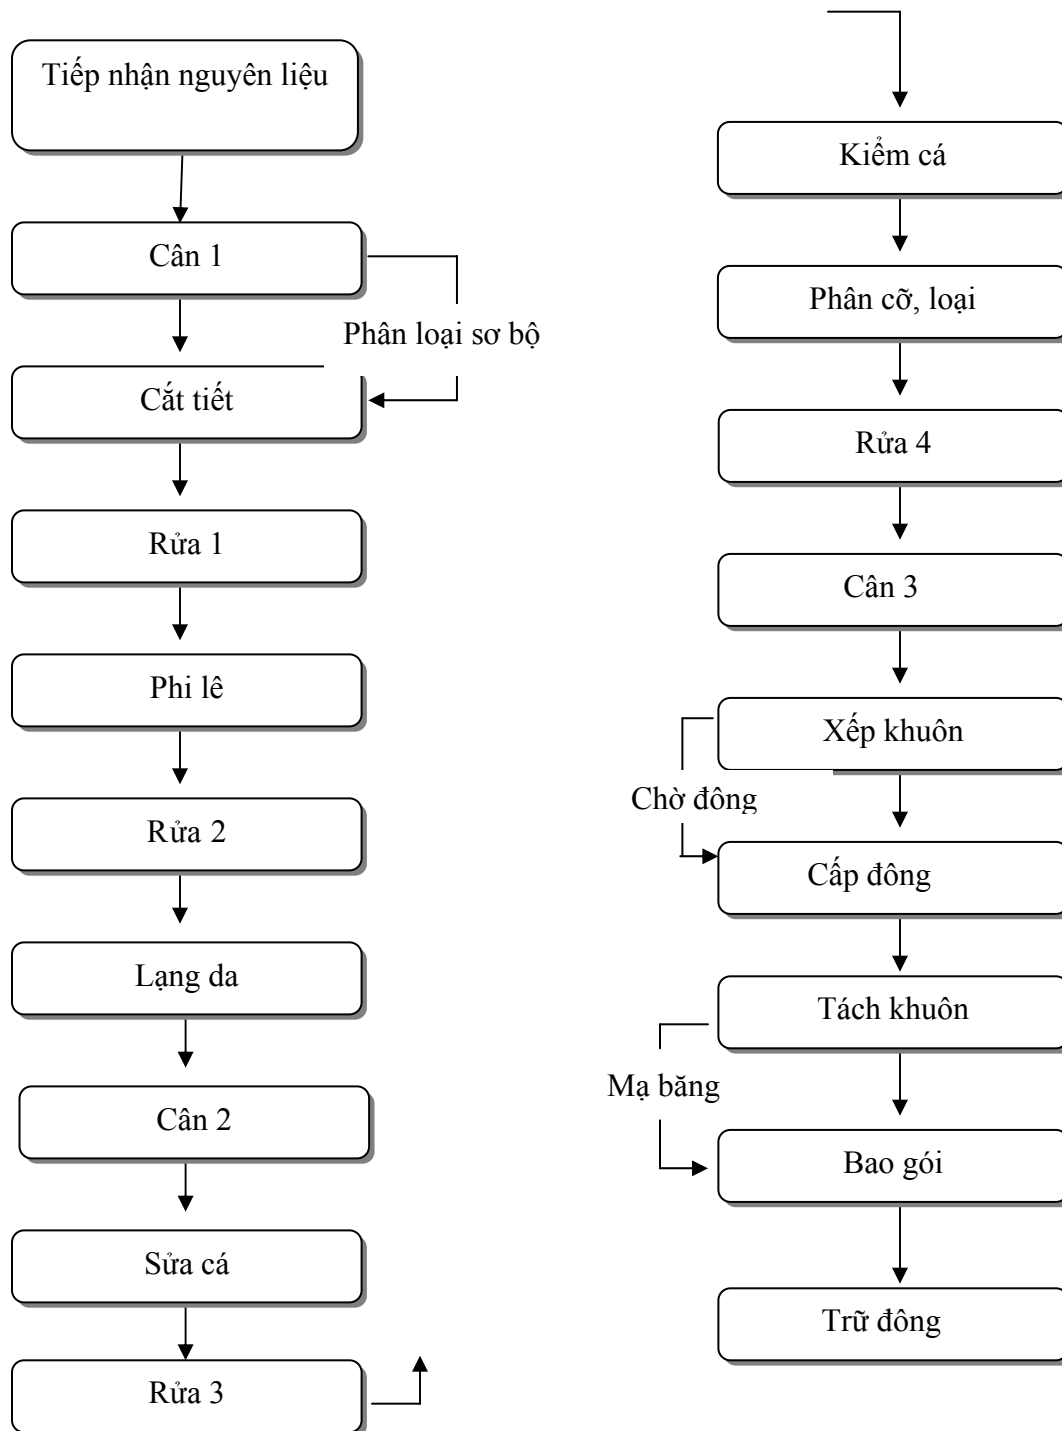 Tiếp nhận nguyên liệu
Cân 1
Phân loại sơ bộ
Cắt tiết
Rửa 1
Phi lê
Rửa 2
Lạng da
Cân 2
Sửa cá
Rửa 3
Kiểm cá
Phân cỡ, loại
Rửa 4
Cân 3
Xếp khuôn
Chờ đông
Cấp đông
Tách khuôn
Mạ băng
Bao gói
Trữ đông